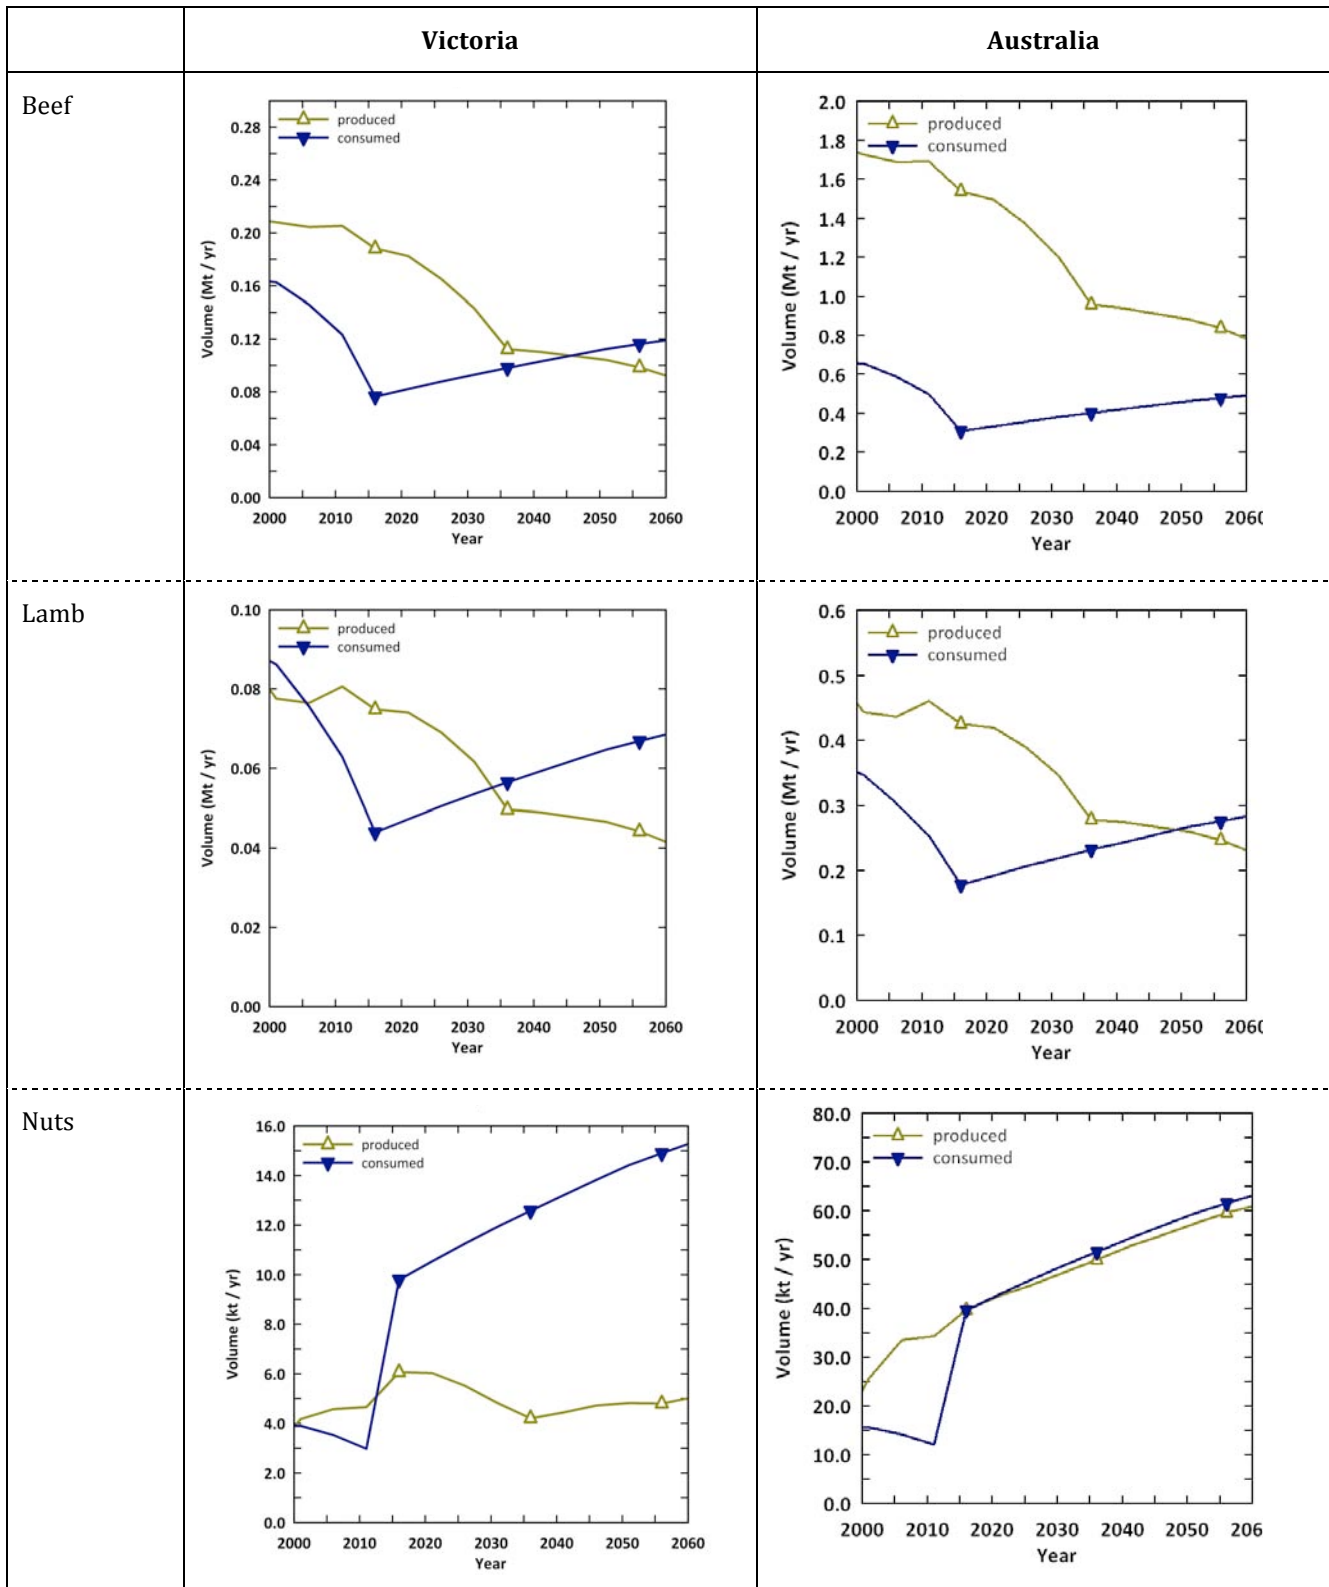 Victoria
Australia
Beef
produced
consumed
0.28
0.24
0.20
0.16
0.12
0.08
0.04
0.00
Volume (Mt / yr)
2000 2010 2020 2030 2040 2050 2060
Year
produced
consumed
2.0
1.8
1.6
1.4
1.2
1.0
0.8
0.6
0.4
0.2
0.0
Volume (Mt / yr)
2000 2010 2020 2030 2040 2050 206
Year
Lamb
produced
consumed
0.10
0.08
0.06
0.04
0.02
0.00
Volume (Mt / yr)
2000 2010 2020 2030 2040 2050 2060
Year
produced
consumed
0.6
0.5
0.4
0.3
0.2
0.1
0.0
Volume (Mt / yr)
2000 2010 2020 2030 2040 2050 206
Year
Nuts
produced
consumed
16.0
14.0
12.0
10.0
8.0
6.0
4.0
2.0
0.0
Volume (kt / yr)
2000 2010 2020 2030 2040 2050 2060
Year
produced
consumed
80.0
70.0
60.0
50.0
40.0
30.0
20.0
10.0
0.0
Volume (kt / yr)
2000 2010 2020 2030 2040 2050 206
Year